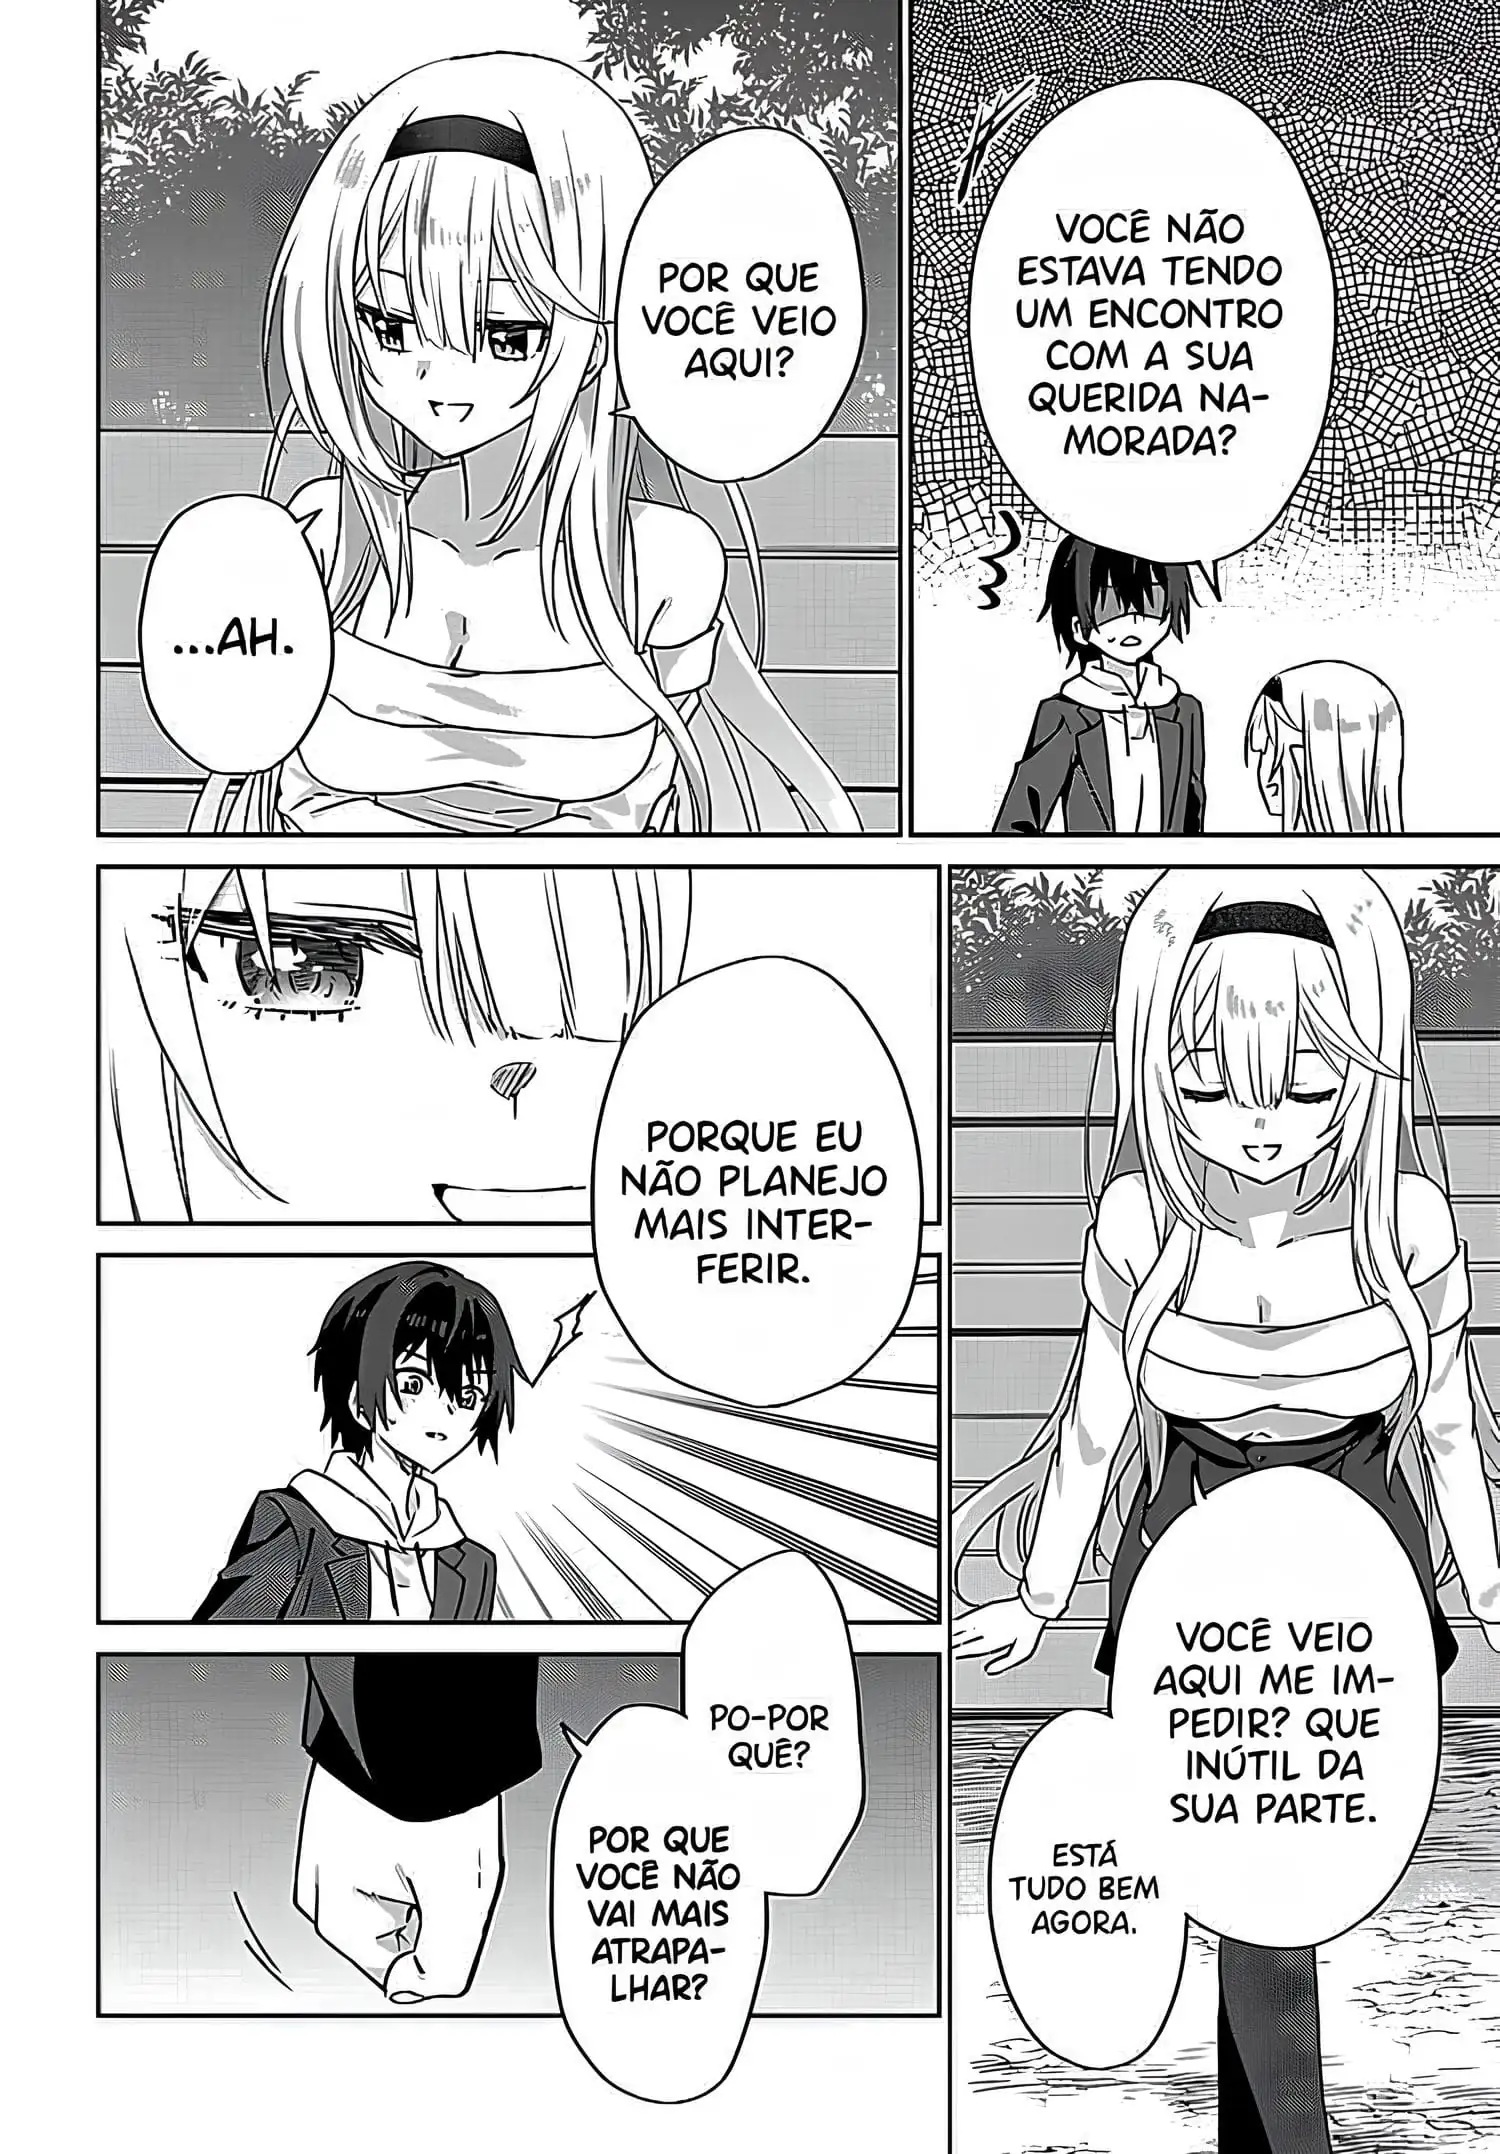 VOCÊ NÃO
ESTAVA TENDO
UM ENCONTRO
COM A SUA
QUERIDA NA-
MORADA?
POR QUE
VOCÊ VEIO
AQUI?
...AH.
VOCÊ VEIO
AQUI ME IM-
PEDIR? QUE
INÚTIL DA
SUA PARTE.
ESTÁ
TUDO BEM
AGORA.
PORQUE EU
NÃO PLANEJO
MAIS INTER-
FERIR.
PO-POR
QUÊ?
POR QUE
VOCÊ NÃO
VAI MAIS
ATRAPA-
LHAR?